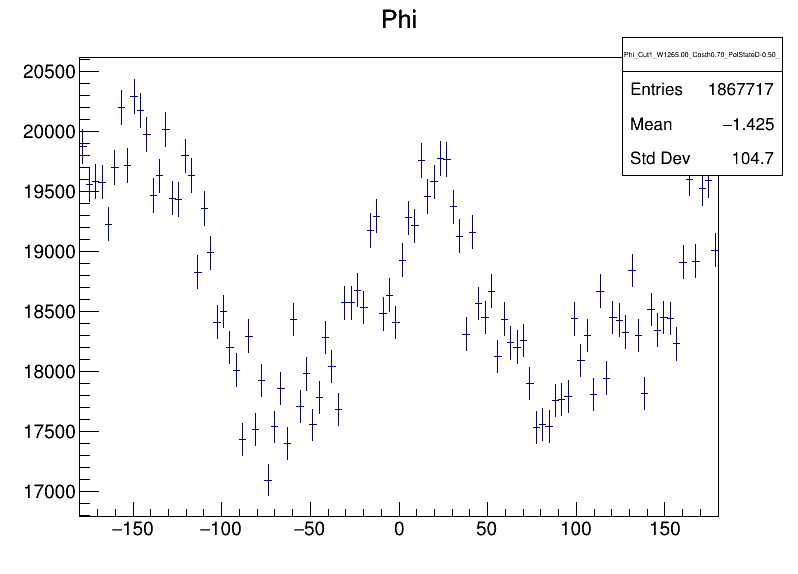 Phi
Phi_Cut1_W1265.00_Costh0.70_PolStateD-0.50_
Entries 1867717
Mean −1.425
Std Dev 104.7
20500
20000
19500
19000
18500
18000
17500
17000
−150 −100 −50 0 50 100 150